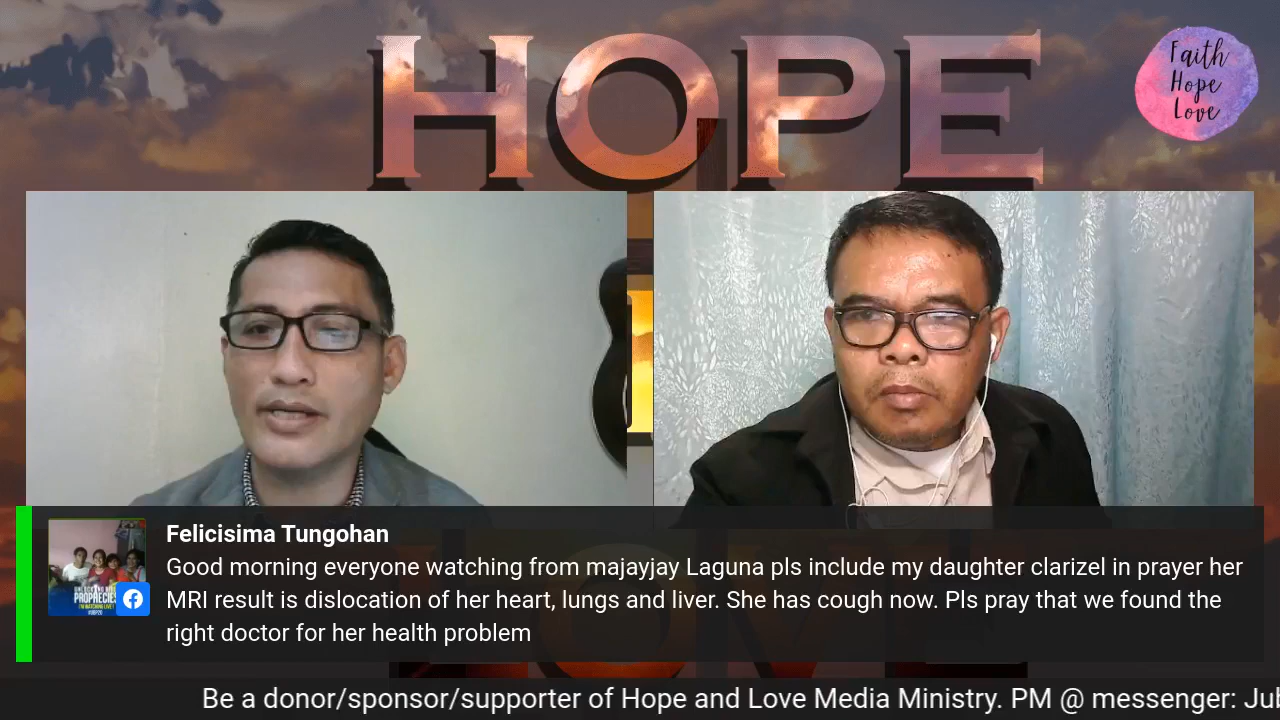 HOPE
Faith
Hope
Love
Felicisima Tungohan
Good morning everyone watching from majayjay Laguna pls include my daughter clarizel in prayer her
MRI result is dislocation of her heart, lungs and liver. She has cough now. Pls pray that we found the
right doctor for her health problem
Be a donor/sponsor/supporter of Hope and Love Media Ministry. PM @ messenger: